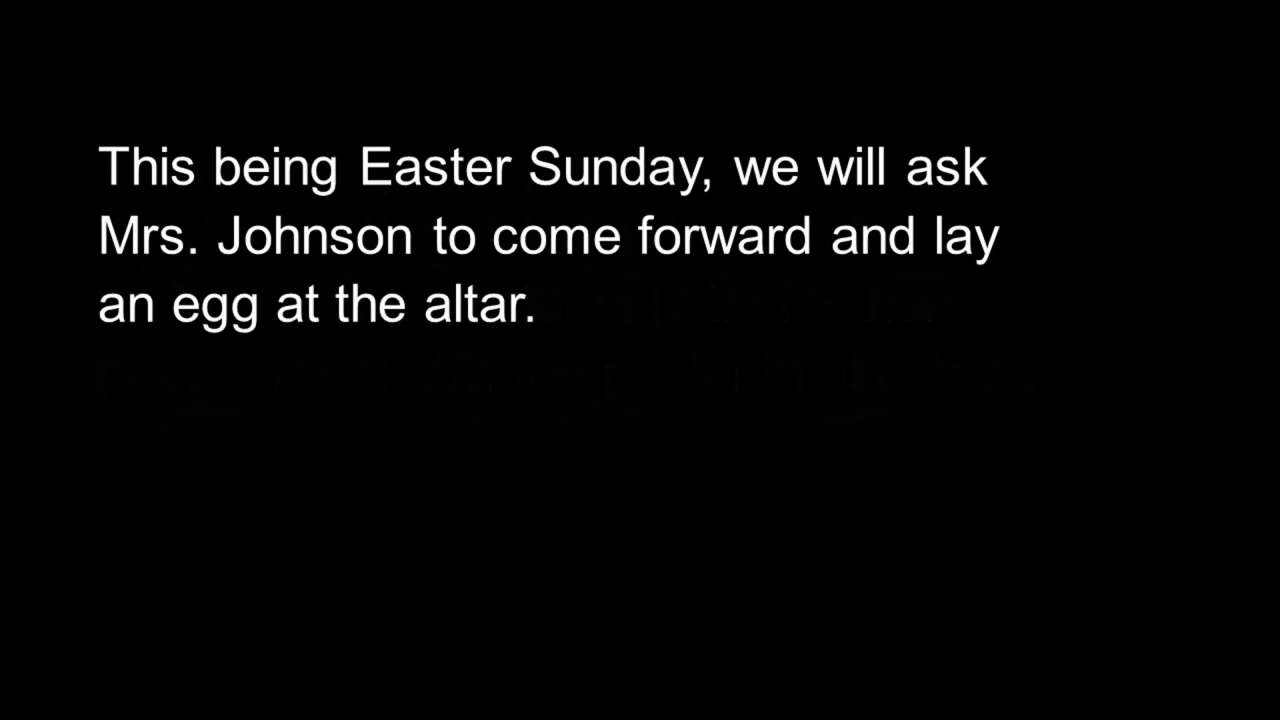 This being Easter Sunday, we will ask
Mrs. Johnson to come forward and lay
an egg at the altar.